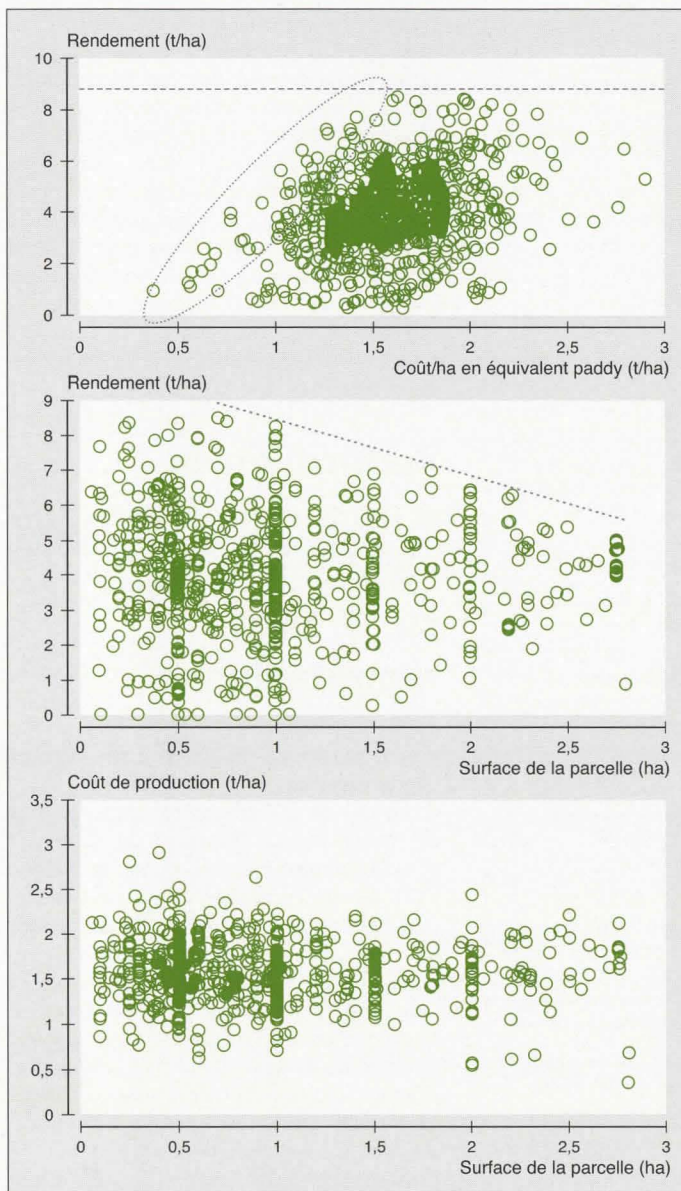 Rendement (t/ha)
10
8
6
4
2
0
0 0,5 1 1,5 2 2,5 3
Coût/ha en équivalent paddy (t/ha)
Rendement (t/ha)
9
8
7
6
5
4
3
2
1
0
0 0,5 1 1,5 2 2,5 3
Surface de la parcelle (ha)
Coût de production (t/ha)
3,5
3
2,5
2
1,5
1
0,5
0
0 0,5 1 1,5 2 2,5 3
Surface de la parcelle (ha)